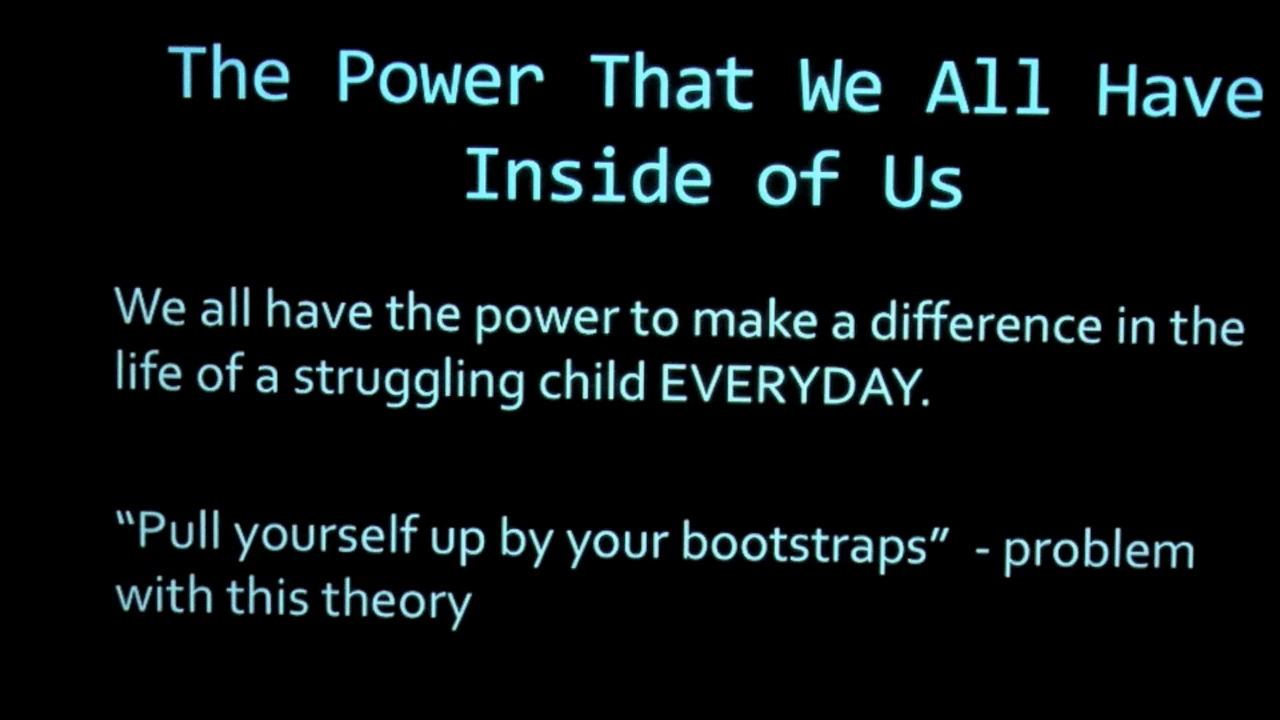 The Power That We All Have
Inside of Us
We all have the power to make a difference in the
life of a struggling child EVERYDAY.
“Pull yourself up by your bootstraps” - problem
with this theory